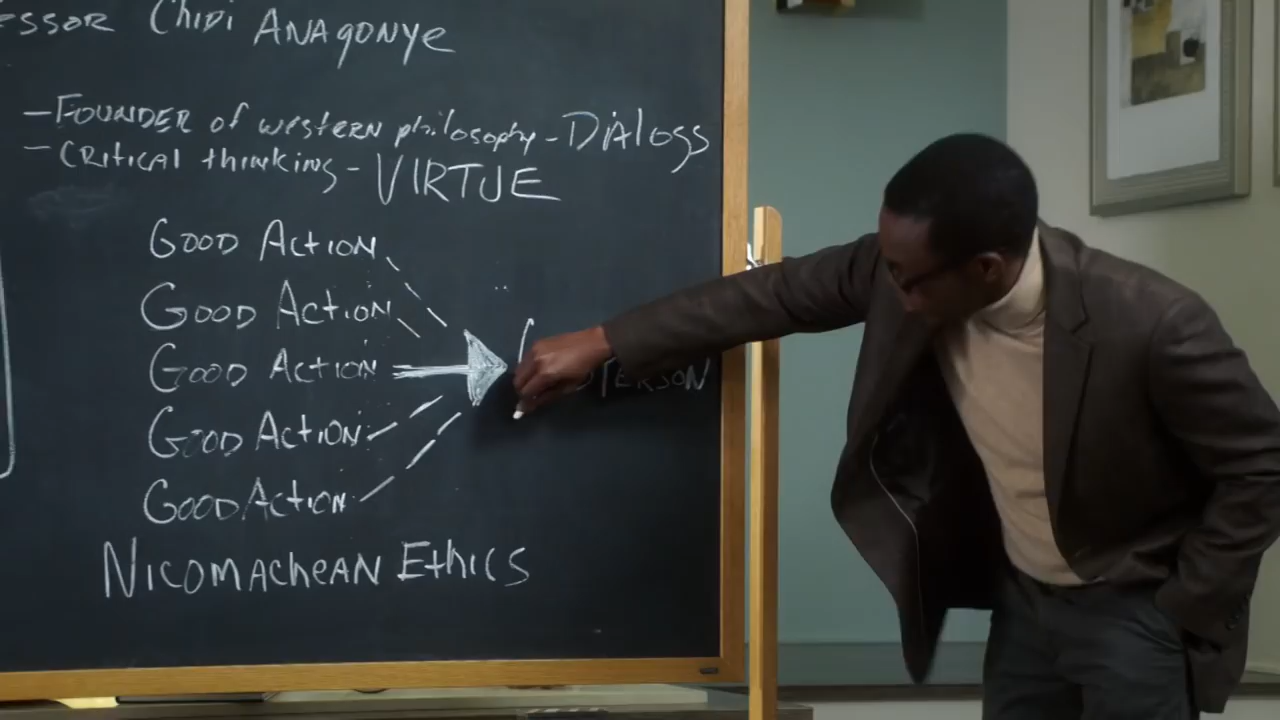 Chidi Anagonye
- Founder of western philosophy - Dialogs
- Critical thinking - VIRTUE
Good Action
Good Action
Good Action
Person
Good Action
Good Action
Nicomachean Ethics